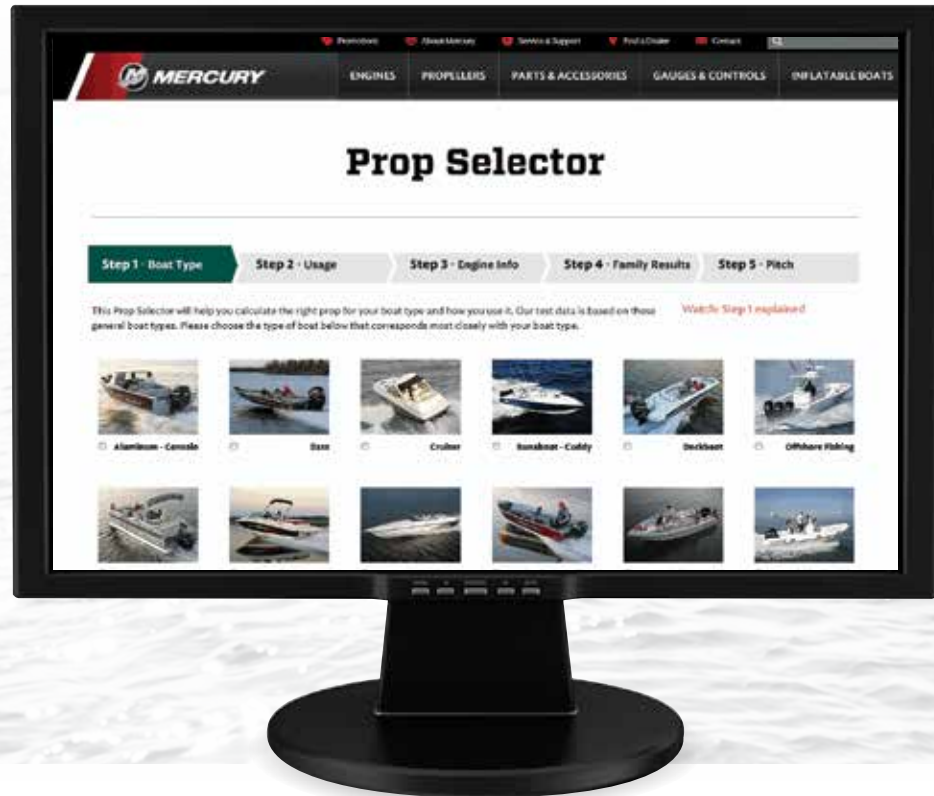 Promotions About Mercury Service & Support Find a Dealer Contact
MERCURY ENGINES PROPELLERS PARTS & ACCESSORIES GAUGES & CONTROLS INFLATABLE BOATS
Prop Selector
Step 1 - Boat Type Step 2 - Usage Step 3 - Engine Info Step 4 - Family Results Step 5 - Pitch
This Prop Selector will help you calculate the right prop for your boat type and how you use it. Our test data is based on these Watch: Step 1 explained
general boat types. Please choose the type of boat below that corresponds most closely with your boat type.
Aluminum - Console Bass Cruiser Runabout - Cuddy Deckboat Offshore Fishing